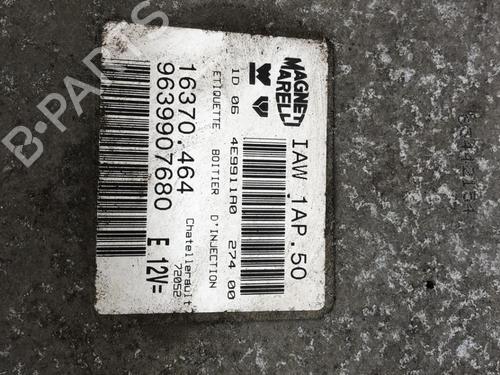 MAGNETI
MARELLI
IAW 1AP.50
1D 06 4E9911A0 274 00
ETIQUETTE BOITIER D'INJECTION
16370.464
9639907680
E 12V=
Chatellerault
72052
B-PARTS